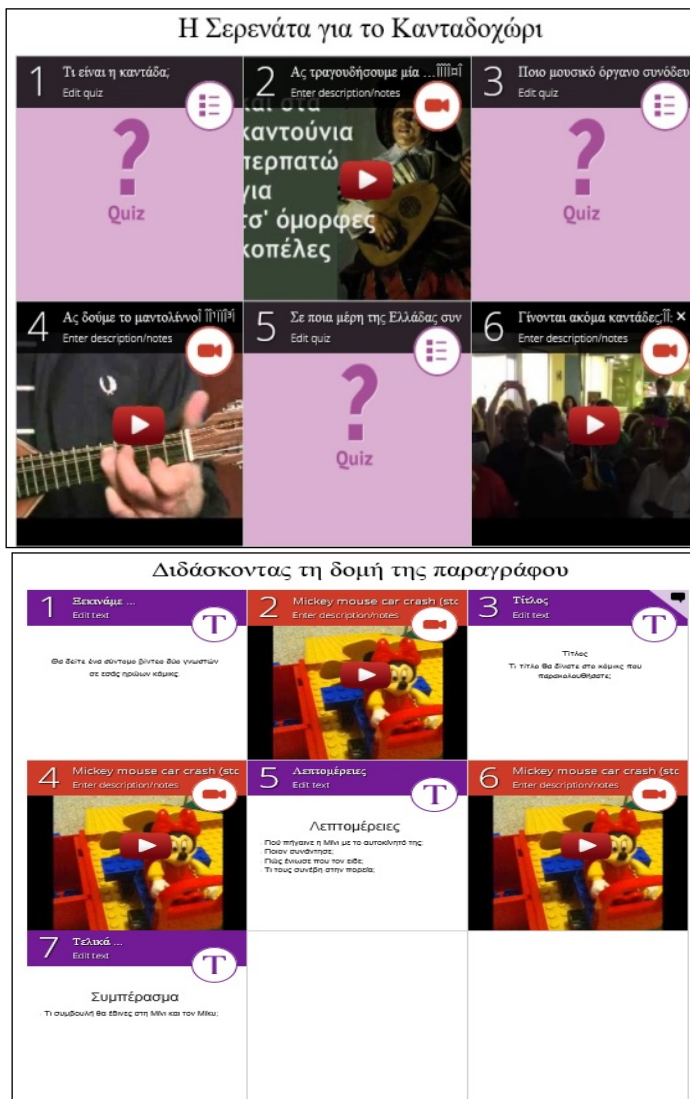 Η Σερενάτα για το Κανταδοχώρι
1 Τι είναι η καντάδα;
Edit quiz
?
Quiz
2 Ας τραγουδήσουμε μία ...
Enter description/notes
και στα
καντούνια
περπατώ
για
τσ' όμορφες
κοπέλες
3 Ποιο μουσικό όργανο συνόδευ
Edit quiz
?
Quiz
4 Ας δούμε το μαντολίννο
Enter description/notes
5 Σε ποια μέρη της Ελλάδας συν
Edit quiz
?
Quiz
6 Γίνονται ακόμα καντάδες;
Enter description/notes
Διδάσκοντας τη δομή της παραγράφου
1 Ξεκινάμε ...
Edit text
T
Θα δείτε ένα σύντομο βίντεο δύο γνωστών
σε εσάς ηρώων κόμικς.
2 Mickey mouse car crash (stc
Enter description/notes
3 Τίτλος
Edit text
T
Τίτλος
Τι τίτλο θα δίνατε στο κόμικς που
παρακολουθήσατε;
4 Mickey mouse car crash (stc
Enter description/notes
5 Λεπτομέρειες
Edit text
T
Λεπτομέρειες
Πού πήγαινε η Μίνι με το αυτοκίνητό της;
Ποιον συνάντησε;
Πώς ένιωσε που τον είδε;
Τι τους συνέβη στην πορεία;
6 Mickey mouse car crash (stc
Enter description/notes
7 Τελικά ...
Edit text
T
Συμπέρασμα
Τι συμβουλή θα έδινες στη Μίνι και τον Μίκυ;